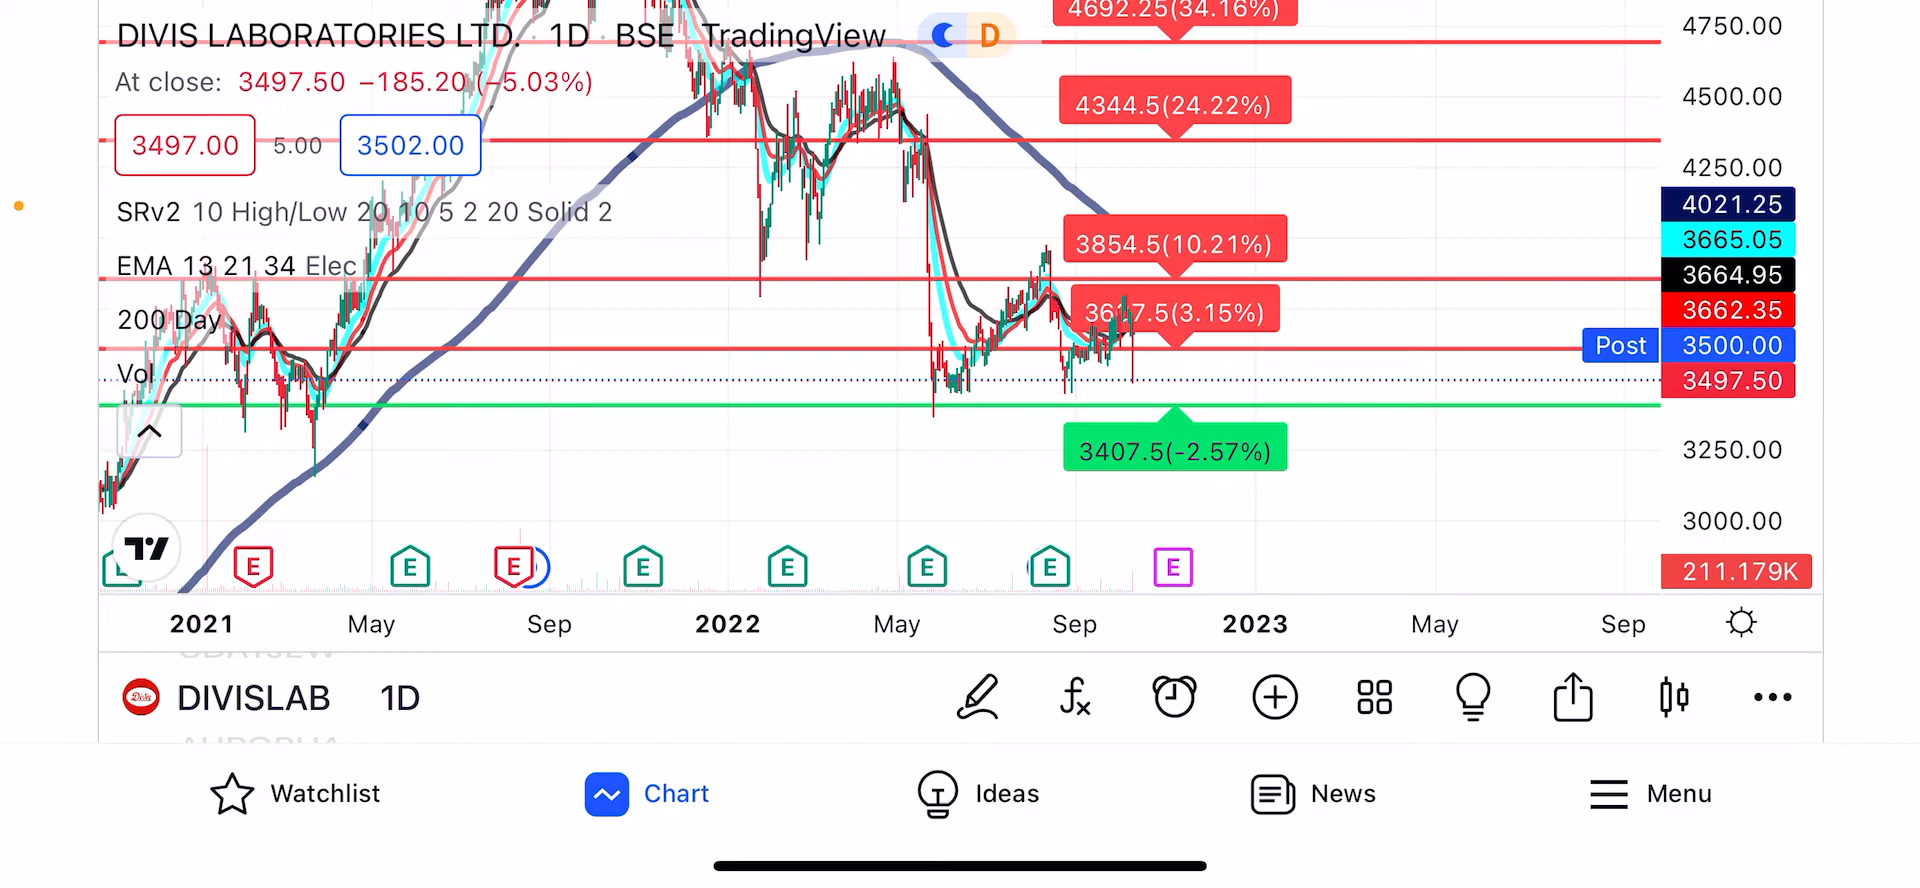 4692.25(34.16%)
4750.00
DIVIS LABORATORIES LTD. · 1D · BSE TradingView
D
At close: 3497.50 −185.20 (−5.03%)
4500.00
4344.5(24.22%)
3497.00 5.00 3502.00
4250.00
4021.25
SRv2 10 High/Low 20 10 5 2 20 Solid 2
3854.5(10.21%)
3665.05
EMA 13 21 34 Elec
3664.95
200 Day
(3.15%)
3662.35
Post 3500.00
Vol
3497.50
3407.5(-2.57%)
3250.00
3000.00
E E E E E E E E
211.179K
2021 May Sep 2022 May Sep 2023 May Sep
DIVISLAB 1D
Watchlist Chart Ideas News Menu